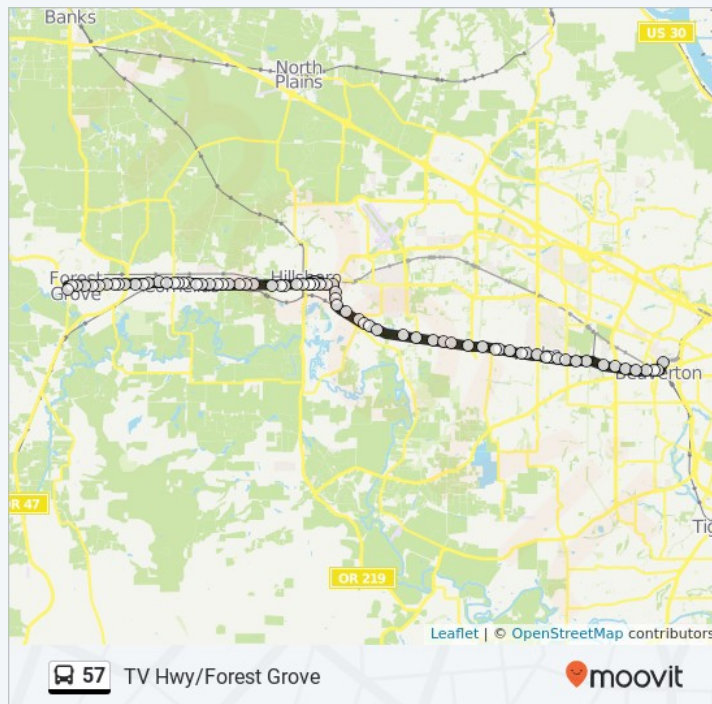 Banks
US 30
North
Plains
Forest
Grove
Hillsboro
Beaverton
OR 47
OR 219
Leaflet | © OpenStreetMap contributors
57 TV Hwy/Forest Grove
moovit